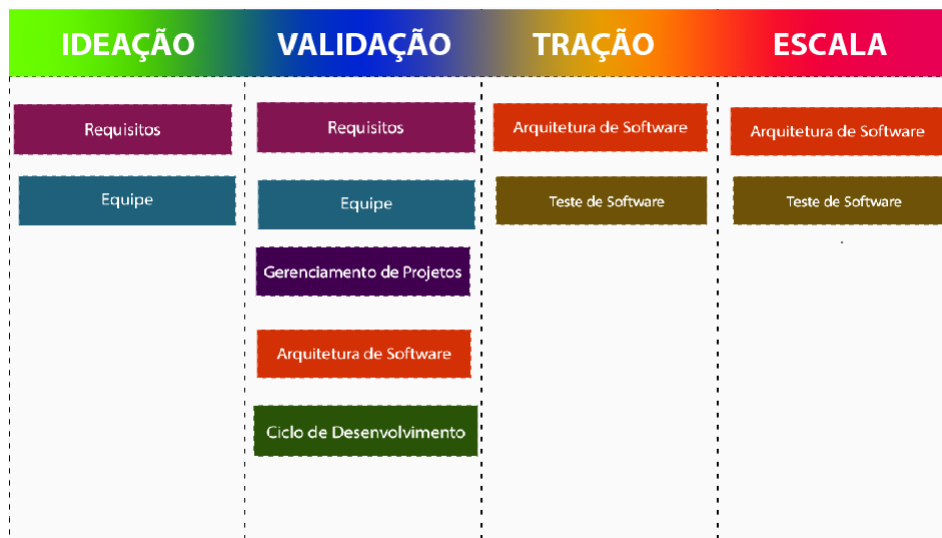 IDEAÇÃO
VALIDAÇÃO
TRAÇÃO
ESCALA
Requisitos
Equipe
Requisitos
Equipe
Gerenciamento de Projetos
Arquitetura de Software
Ciclo de Desenvolvimento
Arquitetura de Software
Teste de Software
Arquitetura de Software
Teste de Software